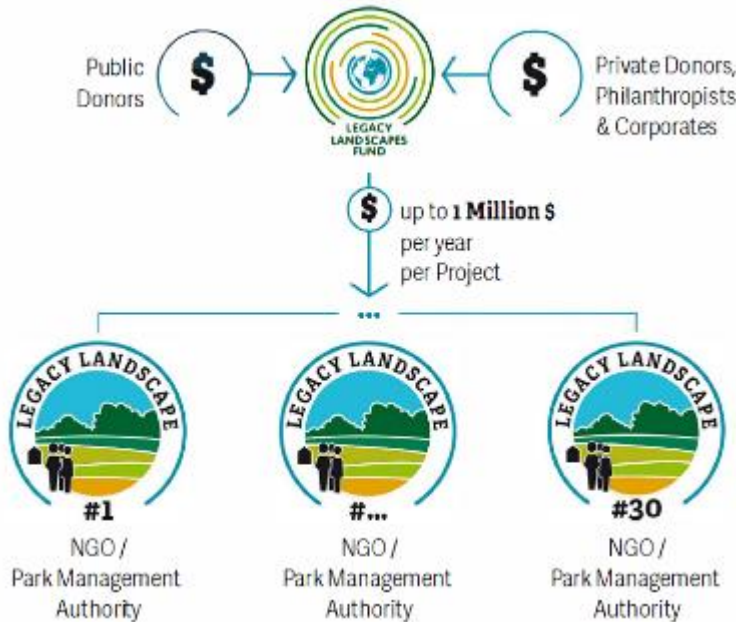 Public
Donors
$
LEGACY
LANDSCAPES
FUND
$
Private Donors,
Philanthropists
& Corporates
$
up to 1 Million $
per year
per Project
...
LEGACY LANDSCAPE
#1
NGO /
Park Management
Authority
LEGACY LANDSCAPE
#...
NGO /
Park Management
Authority
LEGACY LANDSCAPE
#30
NGO /
Park Management
Authority